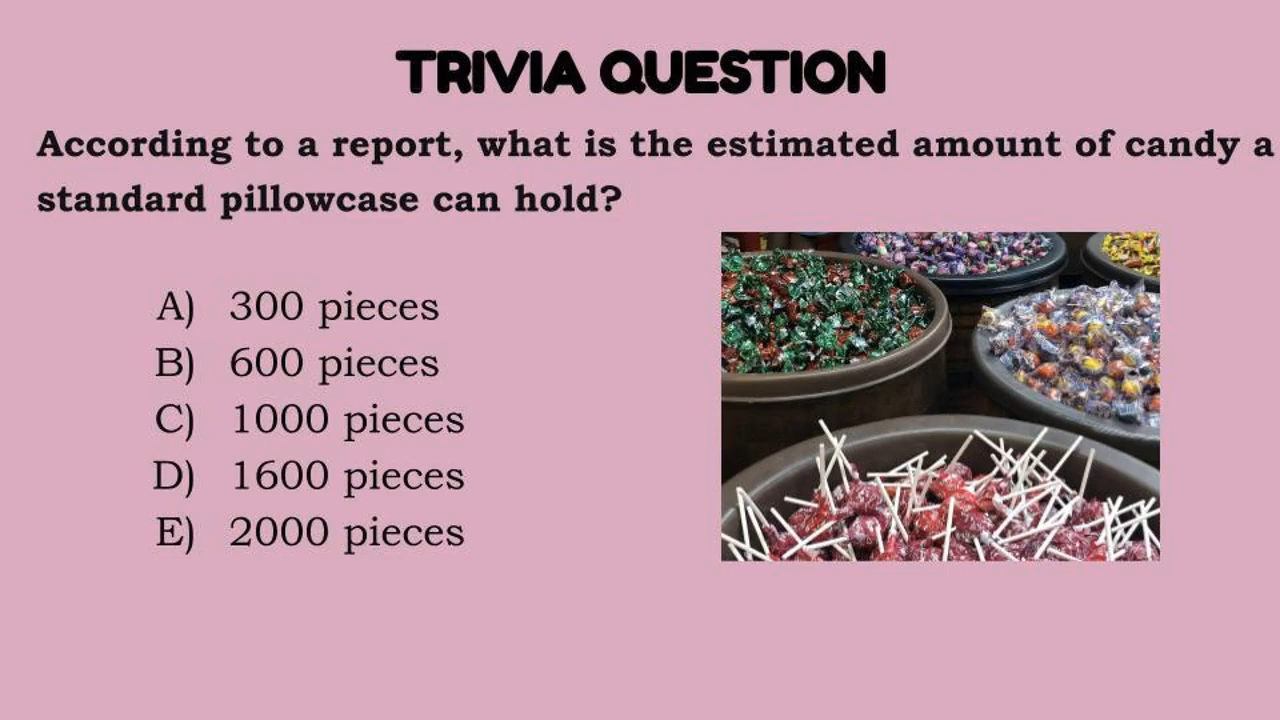 TRIVIA QUESTION
According to a report, what is the estimated amount of candy a
standard pillowcase can hold?
A) 300 pieces
B) 600 pieces
C) 1000 pieces
D) 1600 pieces
E) 2000 pieces